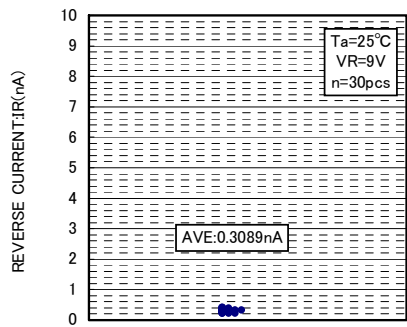 REVERSE CURRENT:IR(nA)
10
9
8
7
6
5
4
3
2
1
0
Ta=25°C
VR=9V
n=30pcs
AVE:0.3089nA